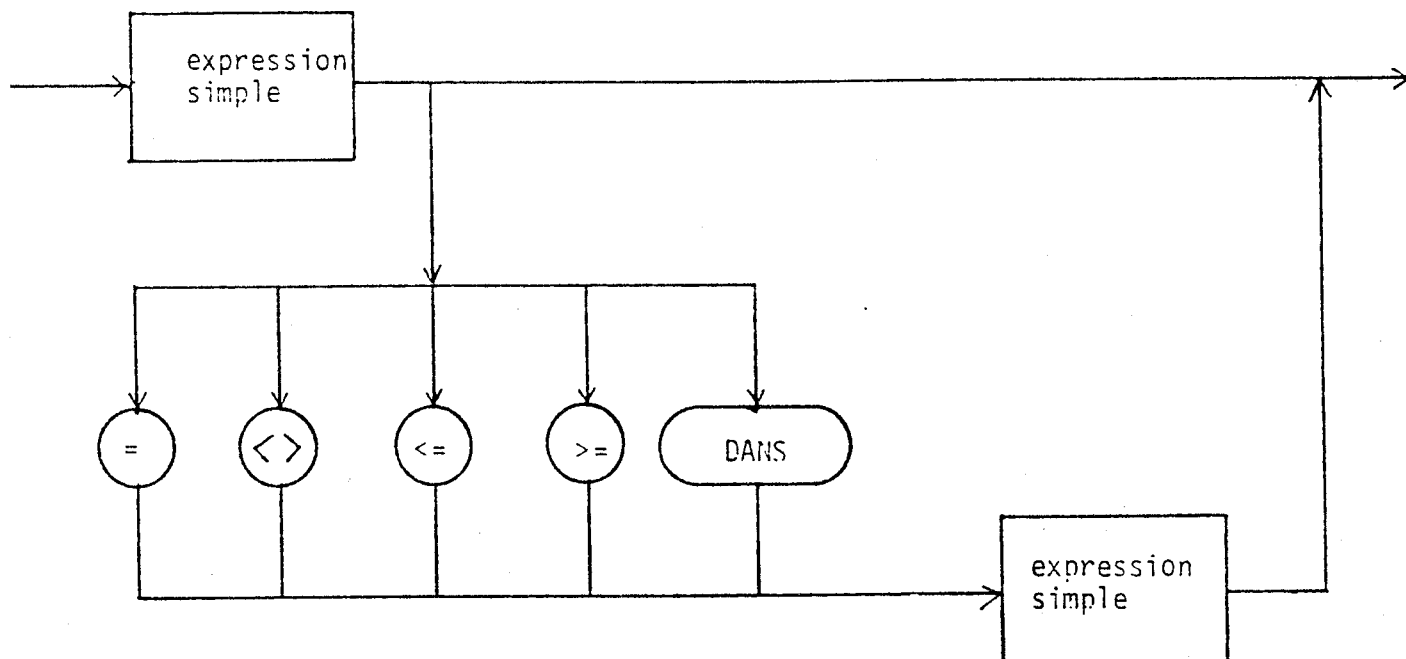 expression
simple
=
<>
<=
>=
DANS
expression
simple